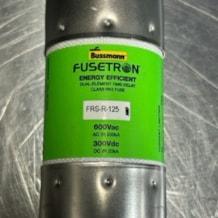 Bussmann
FUSETRON
ENERGY EFFICIENT
DUAL-ELEMENT TIME-DELAY
CLASS RK5 FUSE
FRS-R-125
600Vac
AC IR 200kA
300Vdc
DC IR 20kA